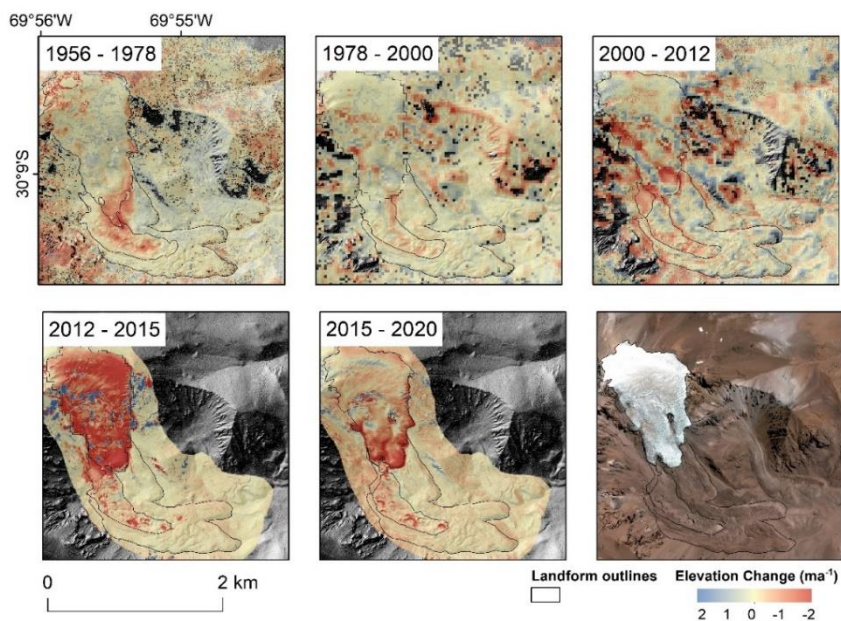 69°56'W
69°55'W
1956 - 1978
1978 - 2000
2000 - 2012
30°9'S
2012 - 2015
2015 - 2020
0
2 km
Landform outlines
Elevation Change (ma⁻¹)
2 1 0 -1 -2